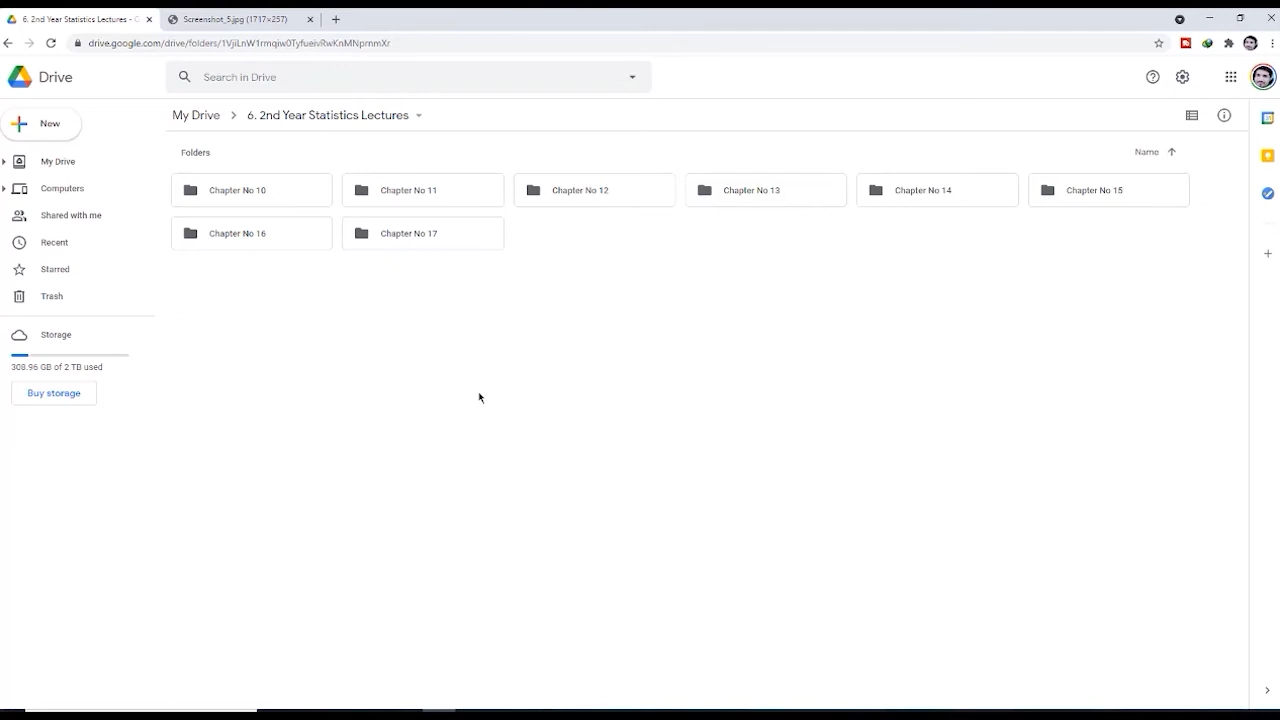 6. 2nd Year Statistics Lectures - G
Screenshot_5.jpg (1717×257)
drive.google.com/drive/folders/
Drive
Search in Drive
New
My Drive > 6. 2nd Year Statistics Lectures
My Drive
Computers
Shared with me
Recent
Starred
Trash
Storage
308.96 GB of 2 TB used
Buy storage
Folders
Name
Chapter No 10
Chapter No 11
Chapter No 12
Chapter No 13
Chapter No 14
Chapter No 15
Chapter No 16
Chapter No 17